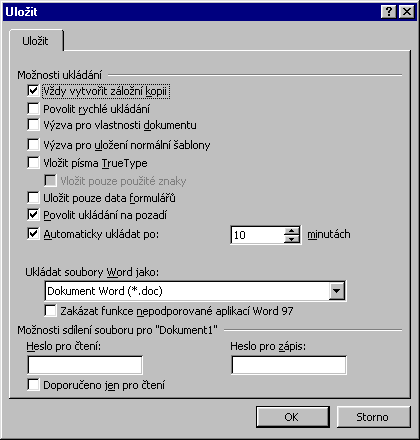 Uložit
Uložit
Možnosti ukládání
Vždy vytvořit záložní kopii
Povolit rychlé ukládání
Výzva pro vlastnosti dokumentu
Výzva pro uložení normální šablony
Vložit písma TrueType
Vložit pouze použité znaky
Uložit pouze data formulářů
Povolit ukládání na pozadí
Automaticky ukládat po: 10 minutách
Ukládat soubory Word jako:
Dokument Word (*.doc)
Zakázat funkce nepodporované aplikací Word 97
Možnosti sdílení souboru pro "Dokument1"
Heslo pro čtení: Heslo pro zápis:
Doporučeno jen pro čtení
OK Storno